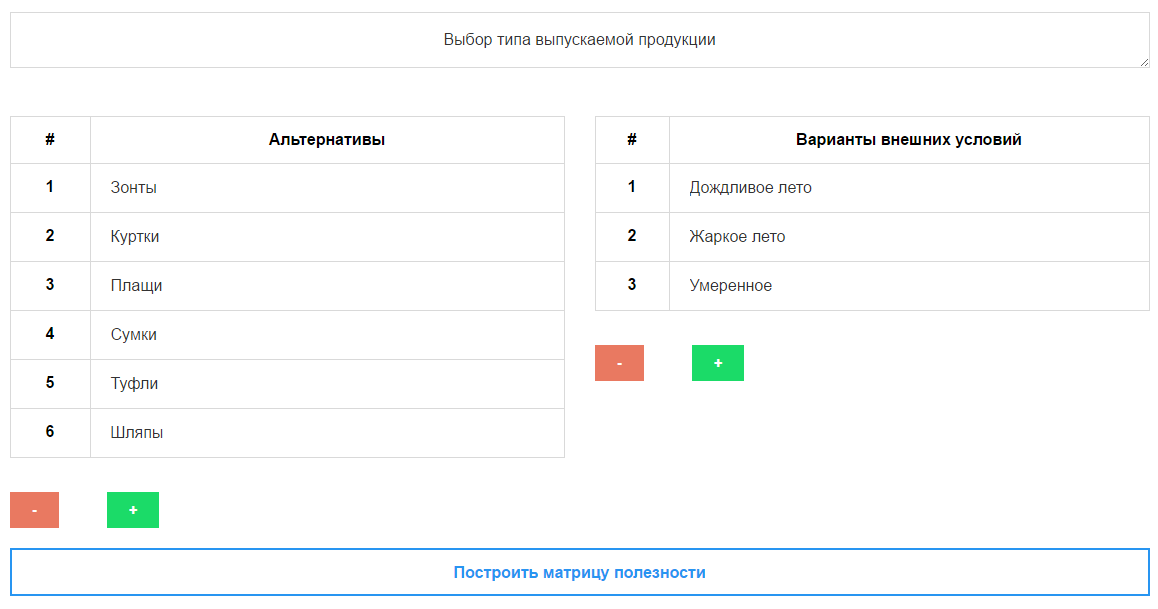 Выбор типа выпускаемой продукции
# Альтернативы
1 Зонты
2 Куртки
3 Плащи
4 Сумки
5 Туфли
6 Шляпы
- +
# Варианты внешних условий
1 Дождливое лето
2 Жаркое лето
3 Умеренное
- +
Построить матрицу полезности